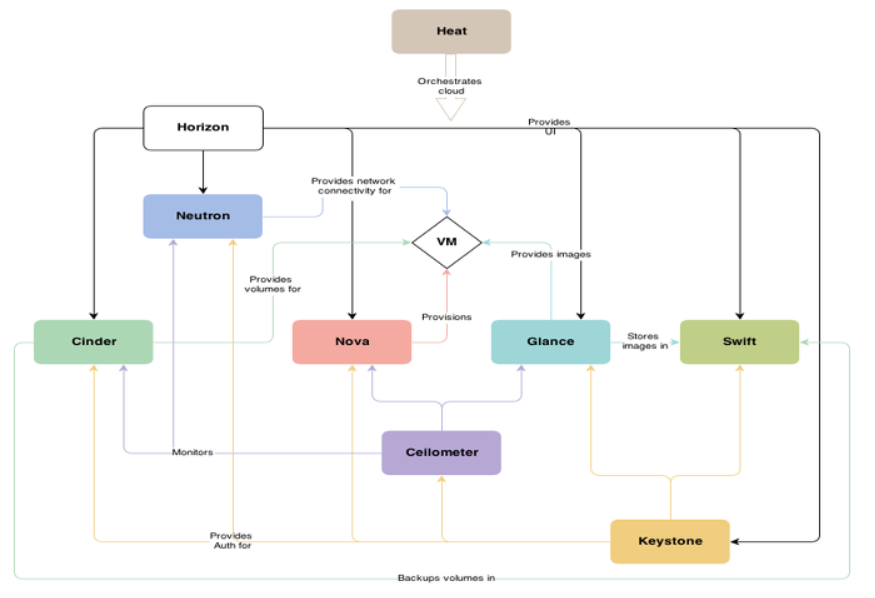 Heat
Orchestrates
cloud
Horizon
Provides
UI
Provides network
connectivity for
Neutron
VM
Provides images
Provides
volumes for
Provisions
Cinder
Nova
Glance
Stores
images in
Swift
Monitors
Ceilometer
Provides
Auth for
Keystone
Backups volumes in